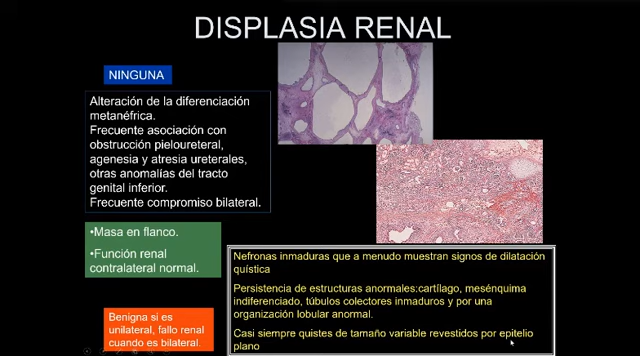 DISPLASIA RENAL
NINGUNA
Alteración de la diferenciación
metanéfrica.
Frecuente asociación con
obstrucción pieloureteral,
agenesia y atresia ureterales,
otras anomalías del tracto
genital inferior.
Frecuente compromiso bilateral.
•Masa en flanco.
•Función renal
contralateral normal.
Benigna si es
unilateral, fallo renal
cuando es bilateral.
Nefronas inmaduras que a menudo muestran signos de dilatación
quística
Persistencia de estructuras anormales:cartílago, mesénquima
indiferenciado, túbulos colectores inmaduros y por una
organización lobular anormal.
Casi siempre quistes de tamaño variable revestidos por epitelio
plano